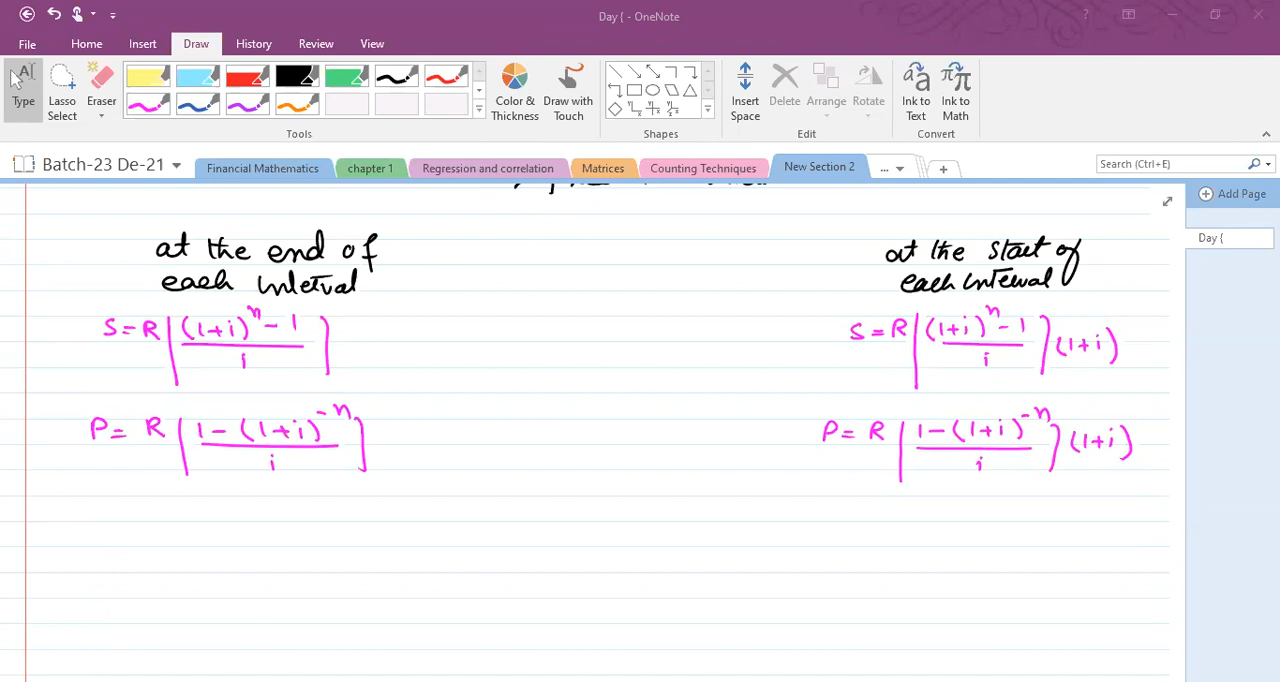 Day { - OneNote
File Home Insert Draw History Review View
Type Lasso Select Eraser Color & Thickness Draw with Touch Insert Space Delete Arrange Rotate Ink to Text Ink to Math
Tools Shapes Edit Convert
Batch-23 De-21 Financial Mathematics chapter 1 Regression and correlation Matrices Counting Techniques New Section 2 ... Search (Ctrl+E)
Add Page
Day {
at the end of
each interval
at the start of
each interval
S=R[((1+i)^n - 1)/i]
S=R[((1+i)^n - 1)/i](1+i)
P= R[(1-(1+i)^-n)/i]
P= R[(1-(1+i)^-n)/i](1+i)